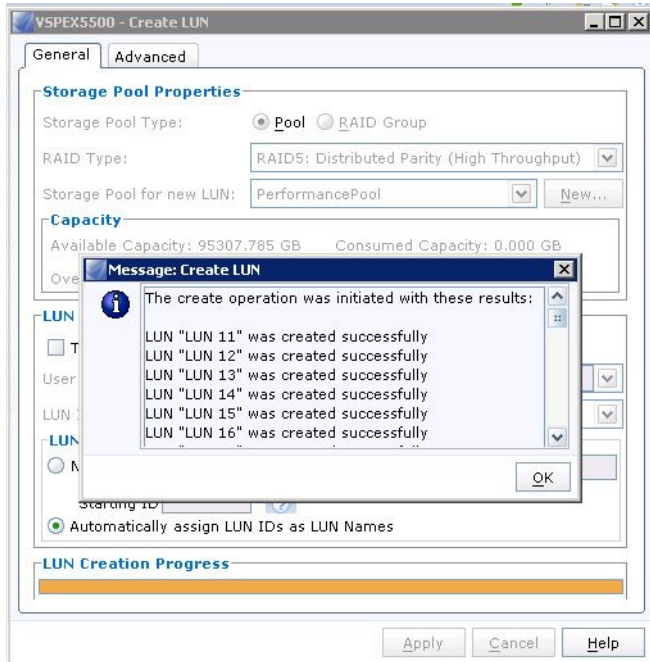 VSPEX5500 - Create LUN
General
Advanced
Storage Pool Properties
Storage Pool Type:
Pool
RAID Group
RAID Type:
RAID5: Distributed Parity (High Throughput)
Storage Pool for new LUN:
PerformancePool
New...
Capacity
Available Capacity: 95307.785 GB
Consumed Capacity: 0.000 GB
Message: Create LUN
The create operation was initiated with these results:
LUN "LUN 11" was created successfully
LUN "LUN 12" was created successfully
LUN "LUN 13" was created successfully
LUN "LUN 14" was created successfully
LUN "LUN 15" was created successfully
LUN "LUN 16" was created successfully
OK
LUN
User
LUN
LUN
Starting ID
Automatically assign LUN IDs as LUN Names
LUN Creation Progress
Apply
Cancel
Help